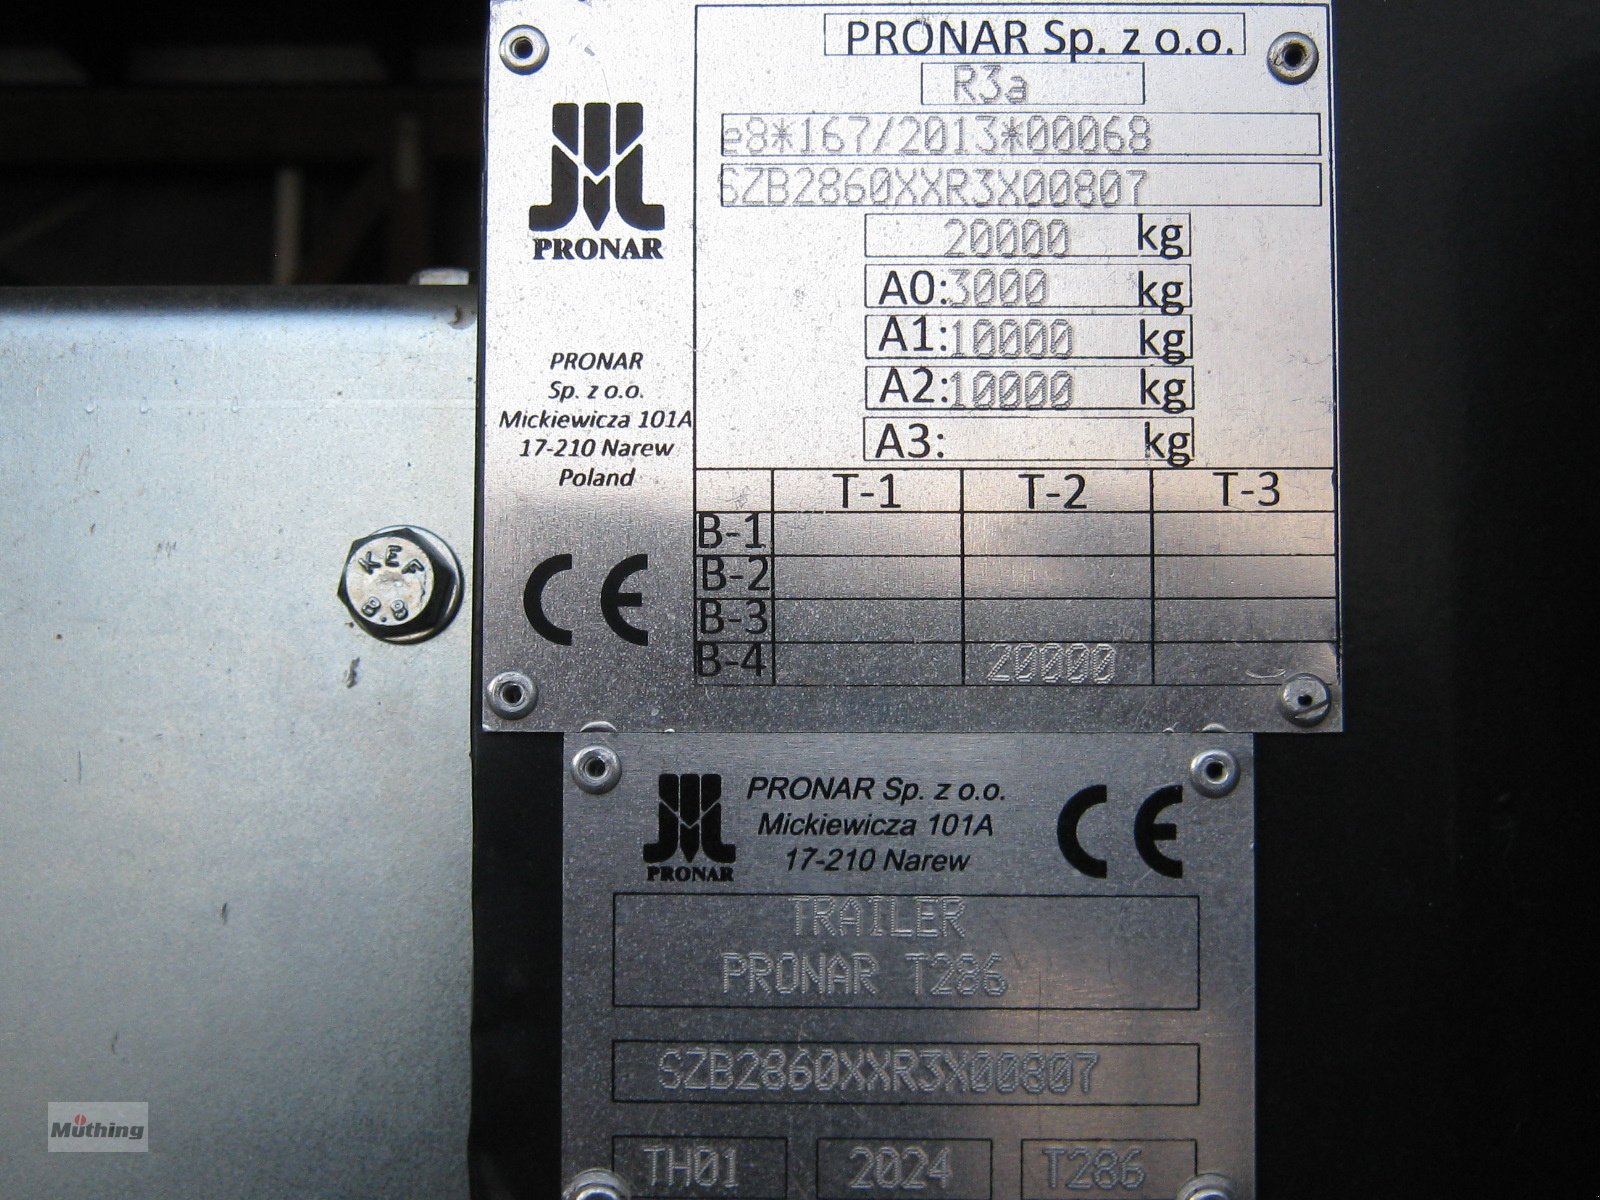 PRONAR Sp. z o.o.
R3a
e8*167/2013*00068
SZB2860XXR3X00807
20000 kg
A0: 3000 kg
A1: 10000 kg
A2: 10000 kg
A3: kg
T-1 T-2 T-3
B-1
B-2
B-3
B-4 20000
PRONAR
PRONAR
Sp. z o.o.
Mickiewicza 101A
17-210 Narew
Poland
CE
KEF
8.8
PRONAR
PRONAR Sp. z o.o.
Mickiewicza 101A
17-210 Narew
CE
TRAILER
PRONAR T286
SZB2860XXR3X00807
TH01 2024 T286
Müthing